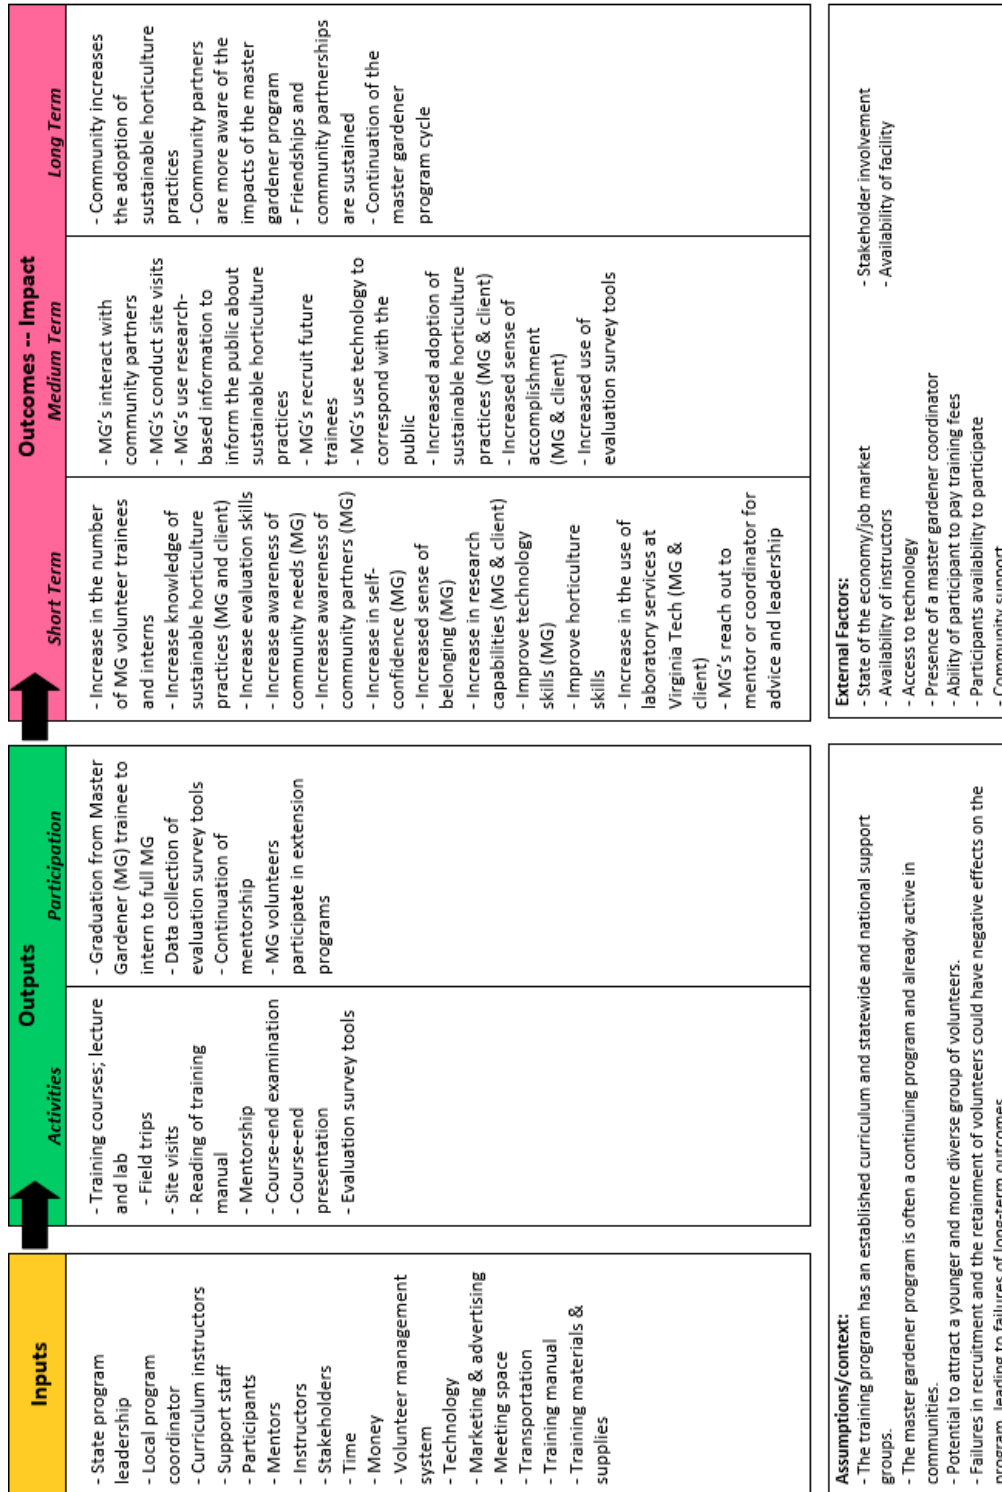 Inputs
- State program
leadership
- Local program
coordinator
- Curriculum instructors
- Support staff
- Participants
- Mentors
- Instructors
- Stakeholders
- Time
- Money
- Volunteer management
system
- Technology
- Marketing & advertising
- Meeting space
- Transportation
- Training manual
- Training materials &
supplies
Outputs
Activities
Participation
- Training courses; lecture
and lab
- Field trips
- Site visits
- Reading of training
manual
- Mentorship
- Course-end examination
- Course-end
presentation
- Evaluation survey tools
- Graduation from Master
Gardener (MG) trainee to
intern to full MG
- Data collection of
evaluation survey tools
- Continuation of
mentorship
- MG volunteers
participate in extension
programs
Outcomes -- Impact
Short Term
Medium Term
Long Term
- Increase in the number
of MG volunteer trainees
and interns
- Increase knowledge of
sustainable horticulture
practices (MG and client)
- Increase evaluation skills
- Increase awareness of
community needs (MG)
- Increase awareness of
community partners (MG)
- Increase in self-
confidence (MG)
- Increased sense of
belonging (MG)
- Increase in research
capabilities (MG & client)
- Improve technology
skills (MG)
- Improve horticulture
skills
- Increase in the use of
laboratory services at
Virginia Tech (MG &
client)
- MG's reach out to
mentor or coordinator for
advice and leadership
- MG's interact with
community partners
- MG's conduct site visits
- MG's use research-
based information to
inform the public about
sustainable horticulture
practices
- MG's recruit future
trainees
- MG's use technology to
correspond with the
public
- Increased adoption of
sustainable horticulture
practices (MG & client)
- Increased sense of
accomplishment
(MG & client)
- Increased use of
evaluation survey tools
- Community increases
the adoption of
sustainable horticulture
practices
- Community partners
are more aware of the
impacts of the master
gardener program
- Friendships and
community partnerships
are sustained
- Continuation of the
master gardener
program cycle
Assumptions/context:
- The training program has an established curriculum and statewide and national support
groups.
- The master gardener program is often a continuing program and already active in
communities.
- Potential to attract a younger and more diverse group of volunteers.
- Failures in recruitment and the retainment of volunteers could have negative effects on the
program, leading to failures of long-term outcomes.
External Factors:
- State of the economy/job market
- Availability of instructors
- Access to technology
- Presence of a master gardener coordinator
- Ability of participant to pay training fees
- Participants availability to participate
- Community support
- Stakeholder involvement
- Availability of facility